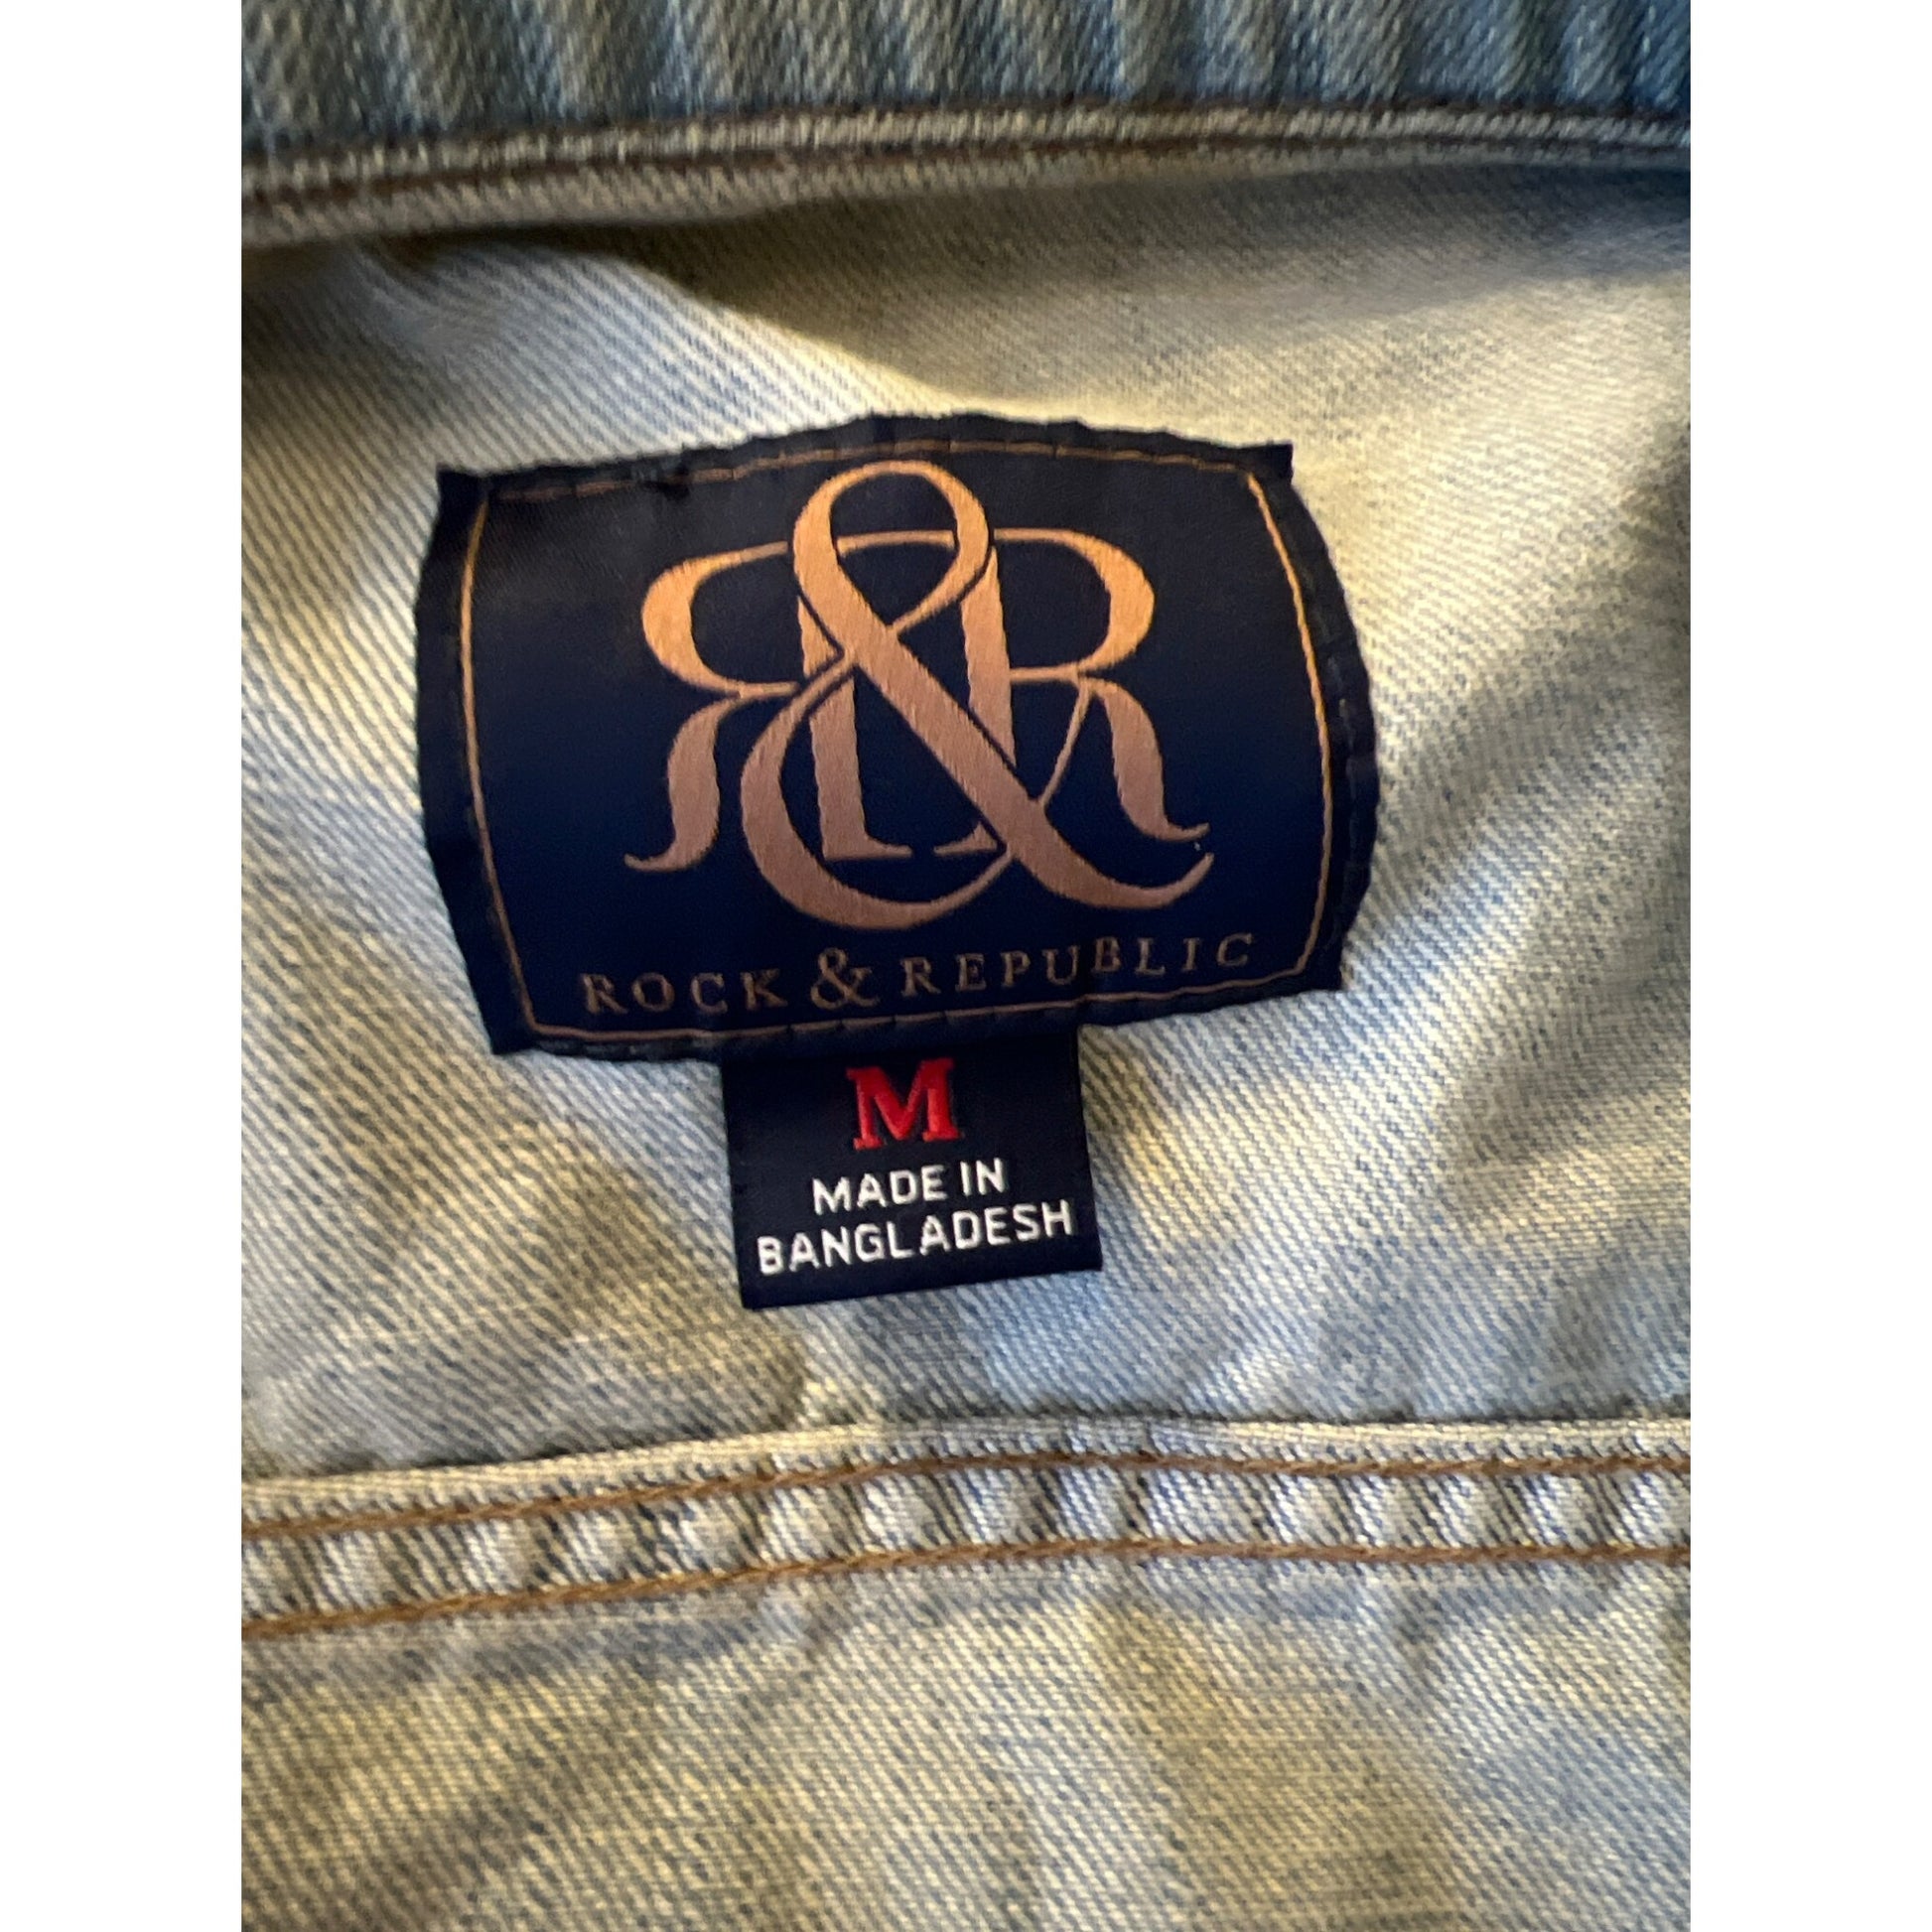 R&R
ROCK & REPUBLIC
M
MADE IN
BANGLADESH